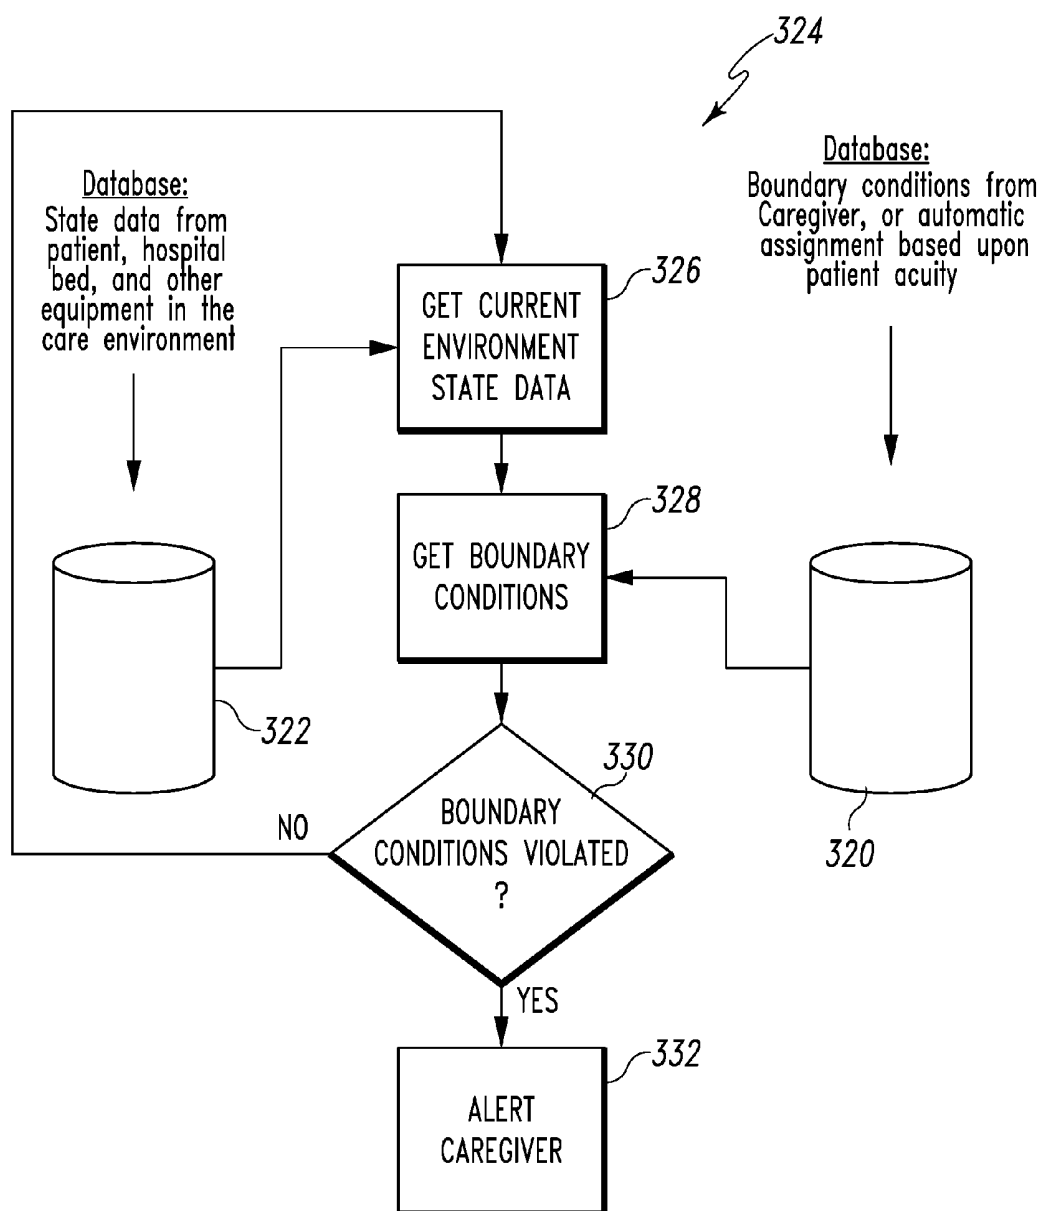 324
Database:
State data from
patient, hospital
bed, and other
equipment in the
care environment
Database:
Boundary conditions from
Caregiver, or automatic
assignment based upon
patient acuity
326
GET CURRENT
ENVIRONMENT
STATE DATA
328
GET BOUNDARY
CONDITIONS
322
320
330
BOUNDARY
CONDITIONS VIOLATED
?
NO
YES
332
ALERT
CAREGIVER